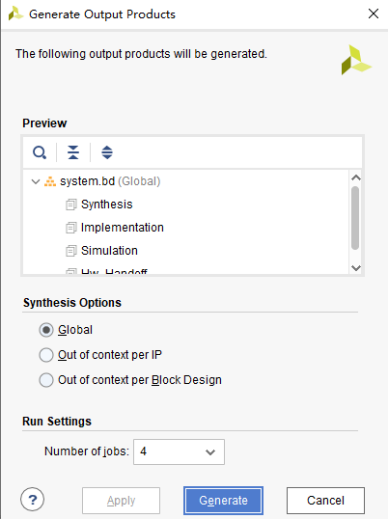 Generate Output Products
The following output products will be generated.
Preview
system.bd (Global)
Synthesis
Implementation
Simulation
Hw_Handoff
Synthesis Options
Global
Out of context per IP
Out of context per Block Design
Run Settings
Number of jobs: 4
? Apply Generate Cancel